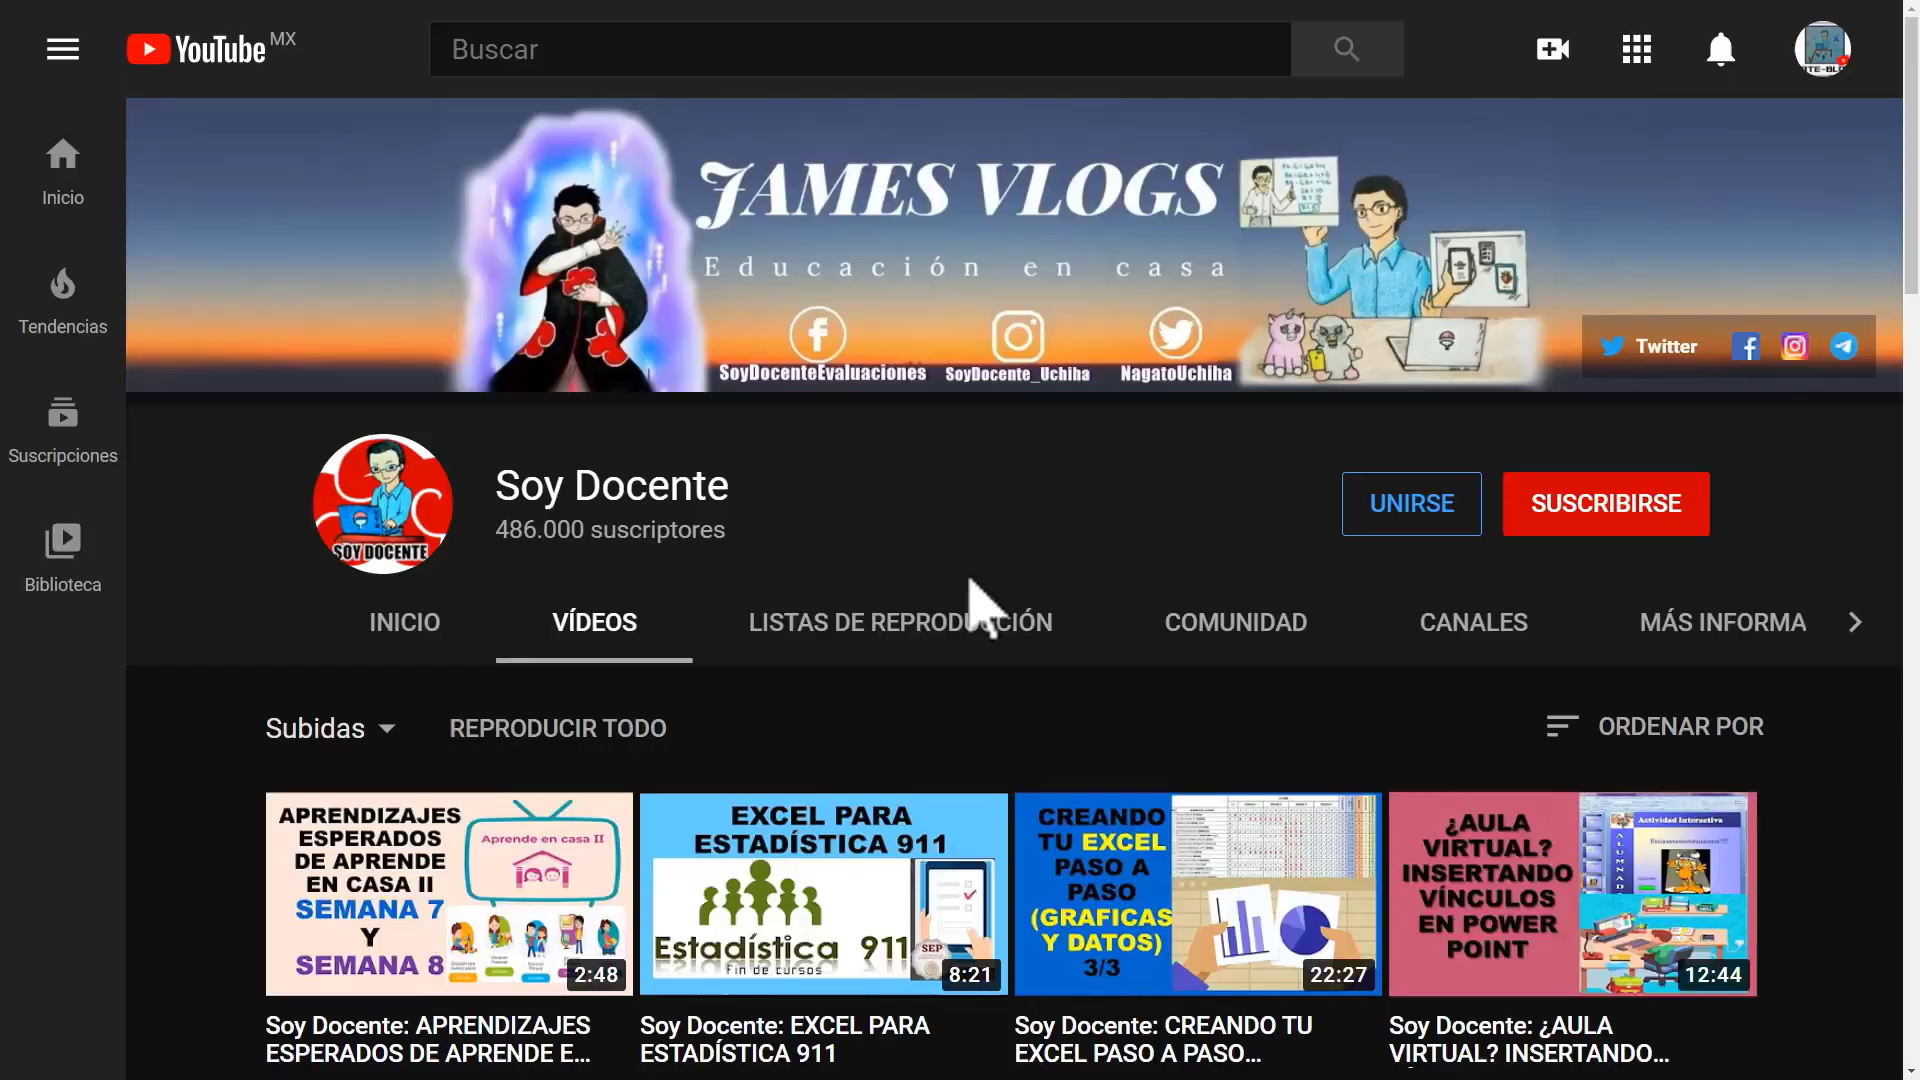 YouTube MX
Buscar
Inicio
Tendencias
Suscripciones
Biblioteca
JAMES VLOGS
Educación en casa
SoyDocenteEvaluaciones
SoyDocente_Uchiha
NagatoUchiha
Twitter
SOY DOCENTE
Soy Docente
486.000 suscriptores
UNIRSE
SUSCRIBIRSE
INICIO
VÍDEOS
LISTAS DE REPRODUCCIÓN
COMUNIDAD
CANALES
MÁS INFORMA
Subidas
REPRODUCIR TODO
ORDENAR POR
APRENDIZAJES
ESPERADOS
DE APRENDE
EN CASA II
SEMANA 7
Y
SEMANA 8
Aprende en casa II
2:48
EXCEL PARA
ESTADÍSTICA 911
Estadística 911
Fin de cursos
SEP
8:21
CREANDO
TU EXCEL
PASO A
PASO
(GRAFICAS
Y DATOS)
3/3
22:27
¿AULA
VIRTUAL?
INSERTANDO
VÍNCULOS
EN POWER
POINT
Actividad Interactiva
ALUMNAD
12:44
Soy Docente: APRENDIZAJES
ESPERADOS DE APRENDE E...
Soy Docente: EXCEL PARA
ESTADÍSTICA 911
Soy Docente: CREANDO TU
EXCEL PASO A PASO...
Soy Docente: ¿AULA
VIRTUAL? INSERTANDO...